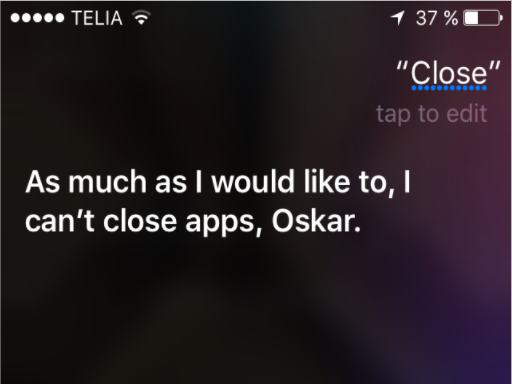 TELIA 37 %
“Close”
tap to edit
As much as I would like to, I
can’t close apps, Oskar.